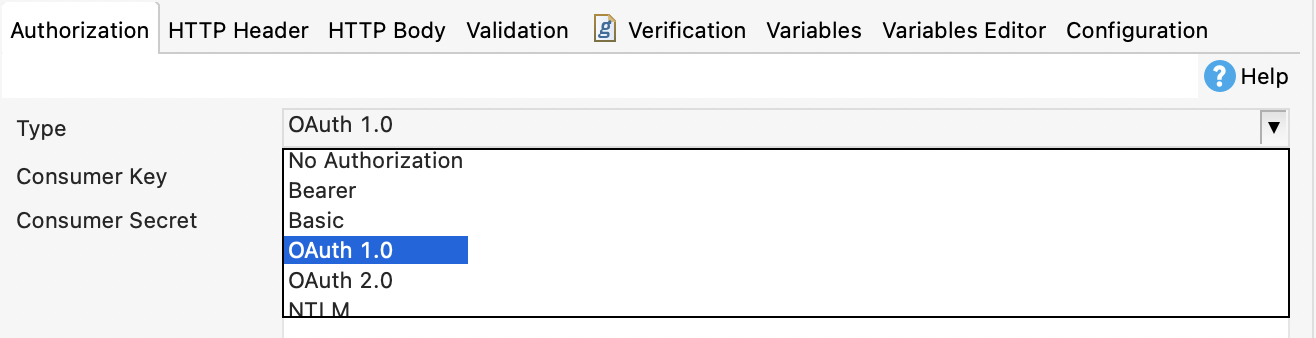 Authorization HTTP Header HTTP Body Validation Verification Variables Variables Editor Configuration
? Help
Type OAuth 1.0
No Authorization
Consumer Key
Bearer
Consumer Secret Basic
OAuth 1.0
OAuth 2.0
NTLM